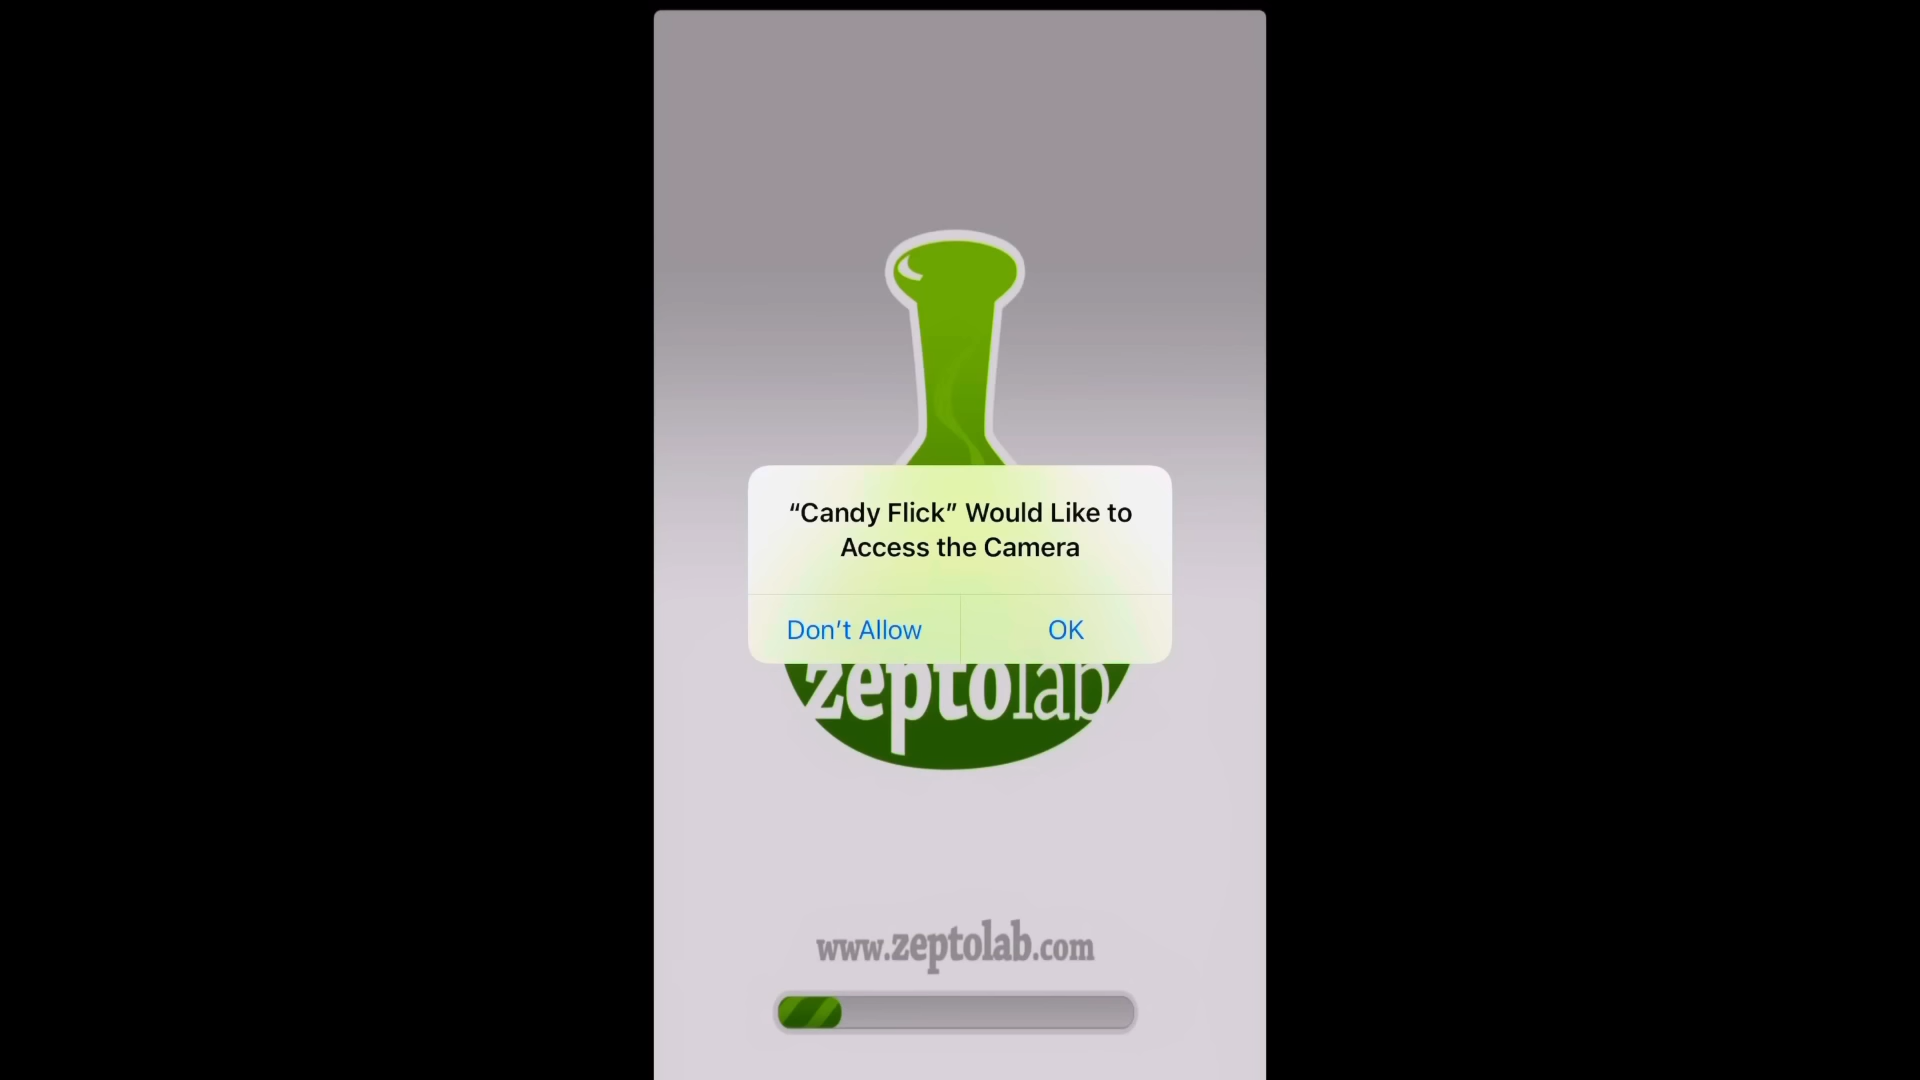 “Candy Flick” Would Like to
Access the Camera
Don’t Allow OK
zeptolab
www.zeptolab.com